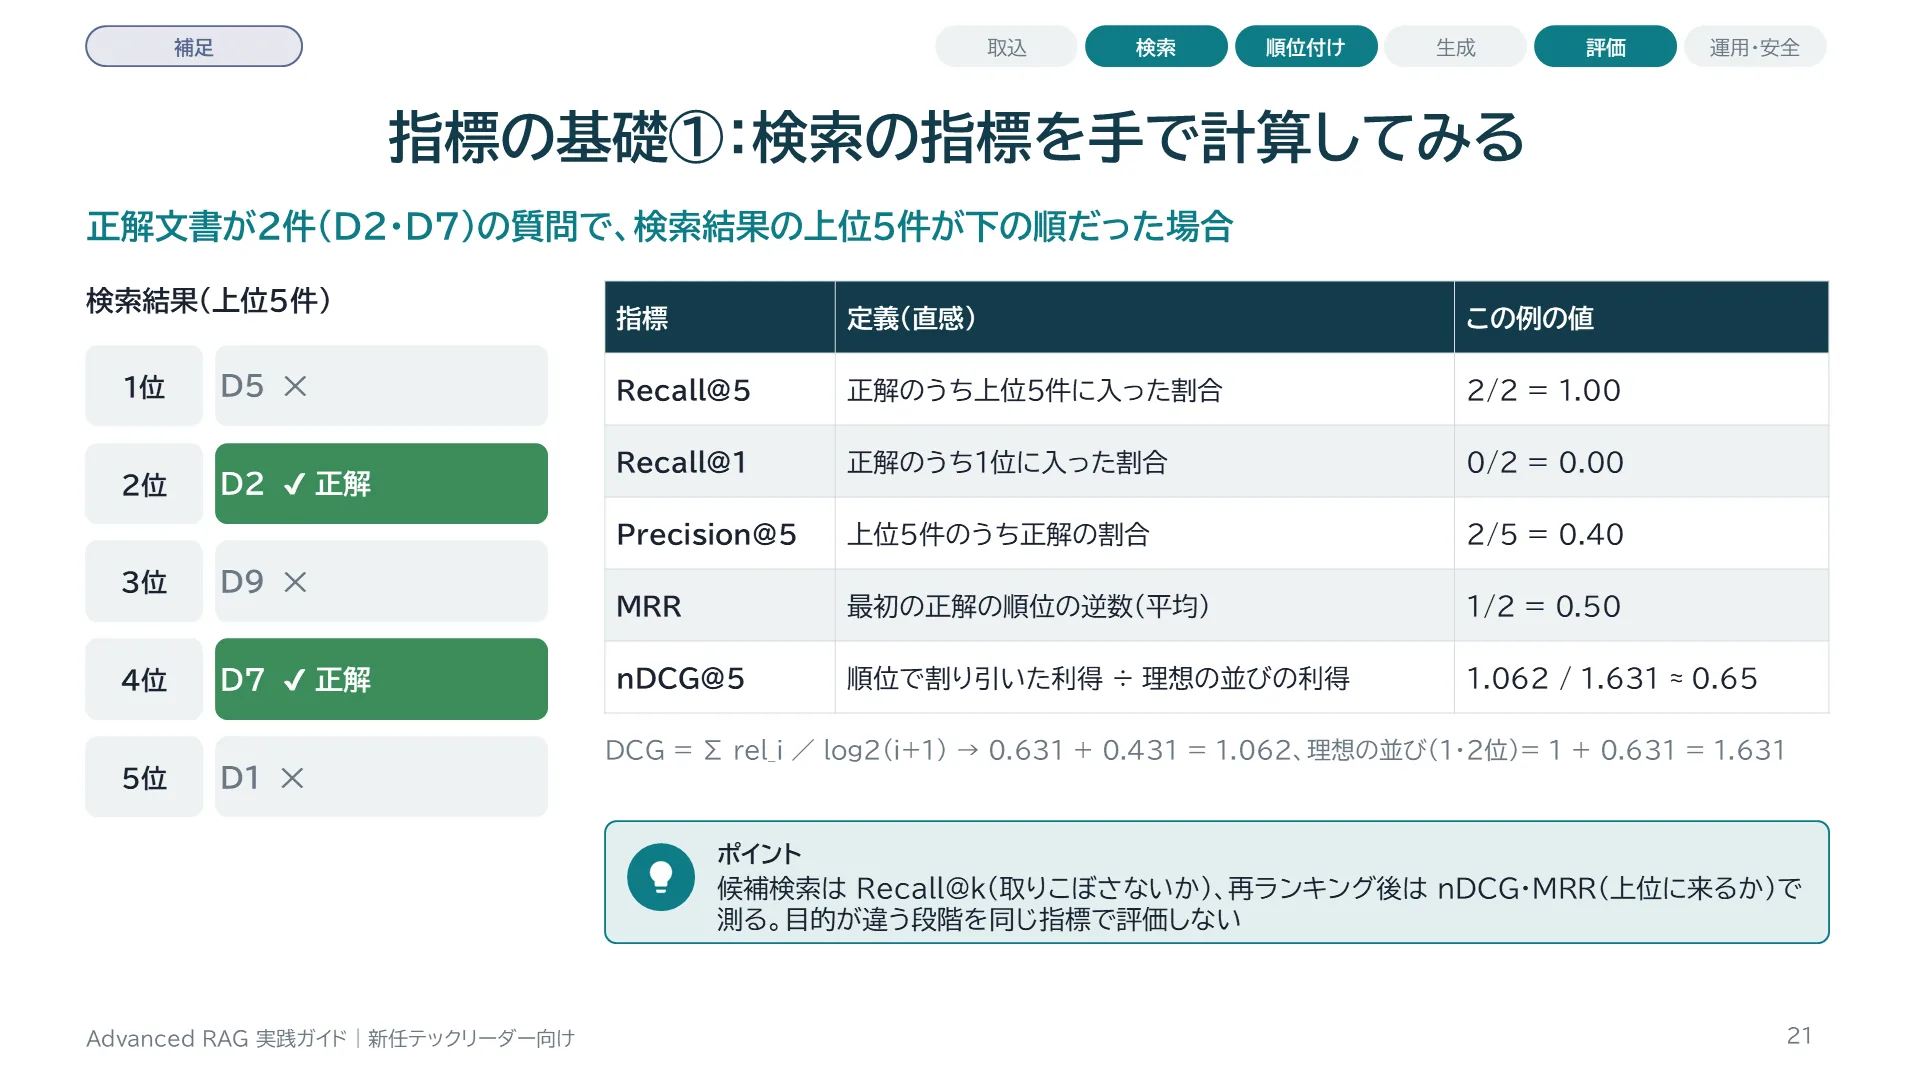 補足
取込
検索
順位付け
生成
評価
運用・安全
指標の基礎①：検索の指標を手で計算してみる
正解文書が2件（D2・D7）の質問で、検索結果の上位5件が下の順だった場合
検索結果（上位5件）
1位 D5 ×
2位 D2 ✓ 正解
3位 D9 ×
4位 D7 ✓ 正解
5位 D1 ×
指標 定義（直感） この例の値
Recall@5 正解のうち上位5件に入った割合 2/2 = 1.00
Recall@1 正解のうち1位に入った割合 0/2 = 0.00
Precision@5 上位5件のうち正解の割合 2/5 = 0.40
MRR 最初の正解の順位の逆数（平均） 1/2 = 0.50
nDCG@5 順位で割り引いた利得 ÷ 理想の並びの利得 1.062 / 1.631 ≈ 0.65
DCG = Σ rel_i ／ log2(i+1) → 0.631 + 0.431 = 1.062、理想の並び（1・2位）= 1 + 0.631 = 1.631
ポイント
候補検索は Recall@k（取りこぼさないか）、再ランキング後は nDCG・MRR（上位に来るか）で
測る。目的が違う段階を同じ指標で評価しない
Advanced RAG 実践ガイド｜新任テックリーダー向け
21